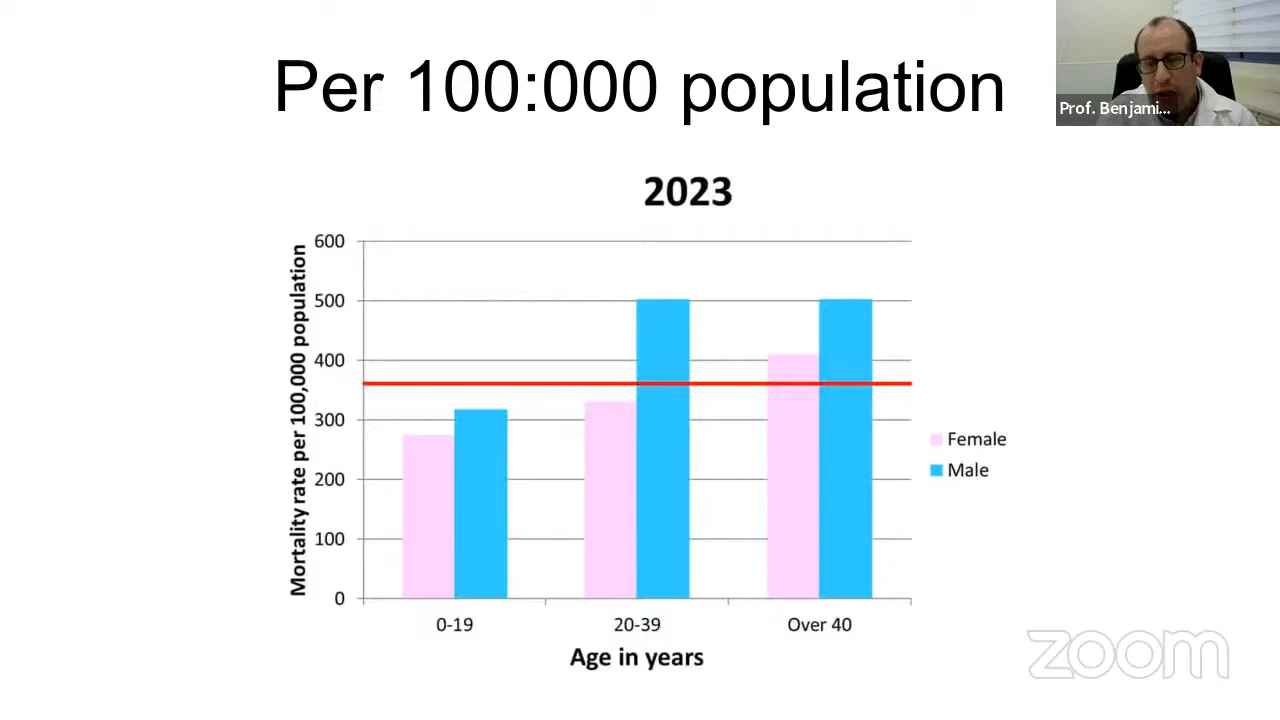 Per 100:000 population
Prof. Benjami...
2023
Mortality rate per 100,000 population
600
500
400
300
200
100
0
0-19
20-39
Over 40
Age in years
Female
Male
zoom